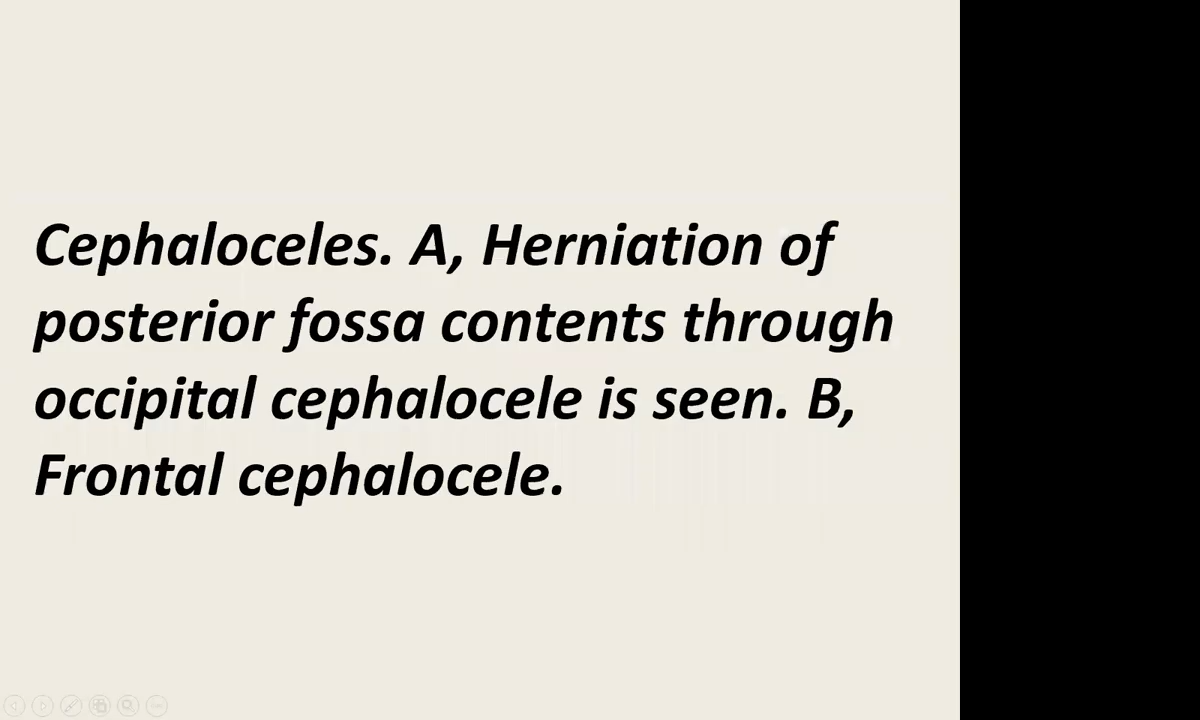 Cephaloceles. A, Herniation of
posterior fossa contents through
occipital cephalocele is seen. B,
Frontal cephalocele.